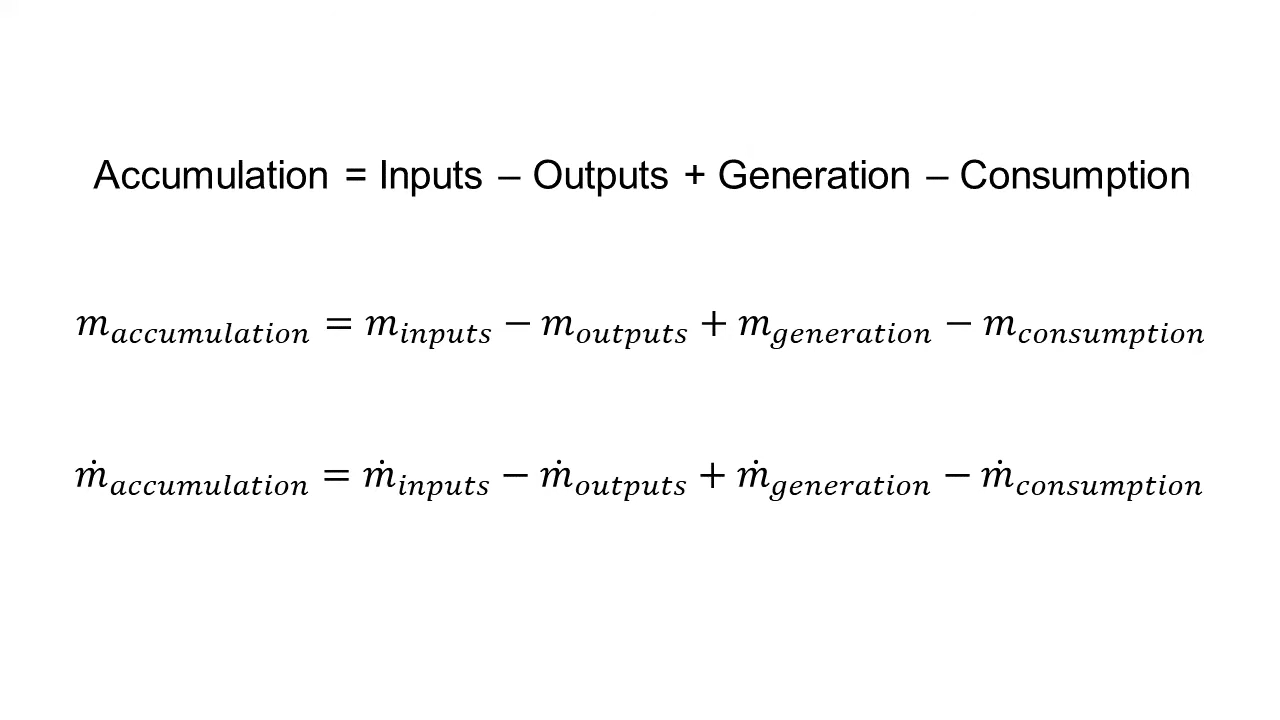 Accumulation = Inputs – Outputs + Generation – Consumption
m_accumulation = m_inputs − m_outputs + m_generation − m_consumption
ṁ_accumulation = ṁ_inputs − ṁ_outputs + ṁ_generation − ṁ_consumption